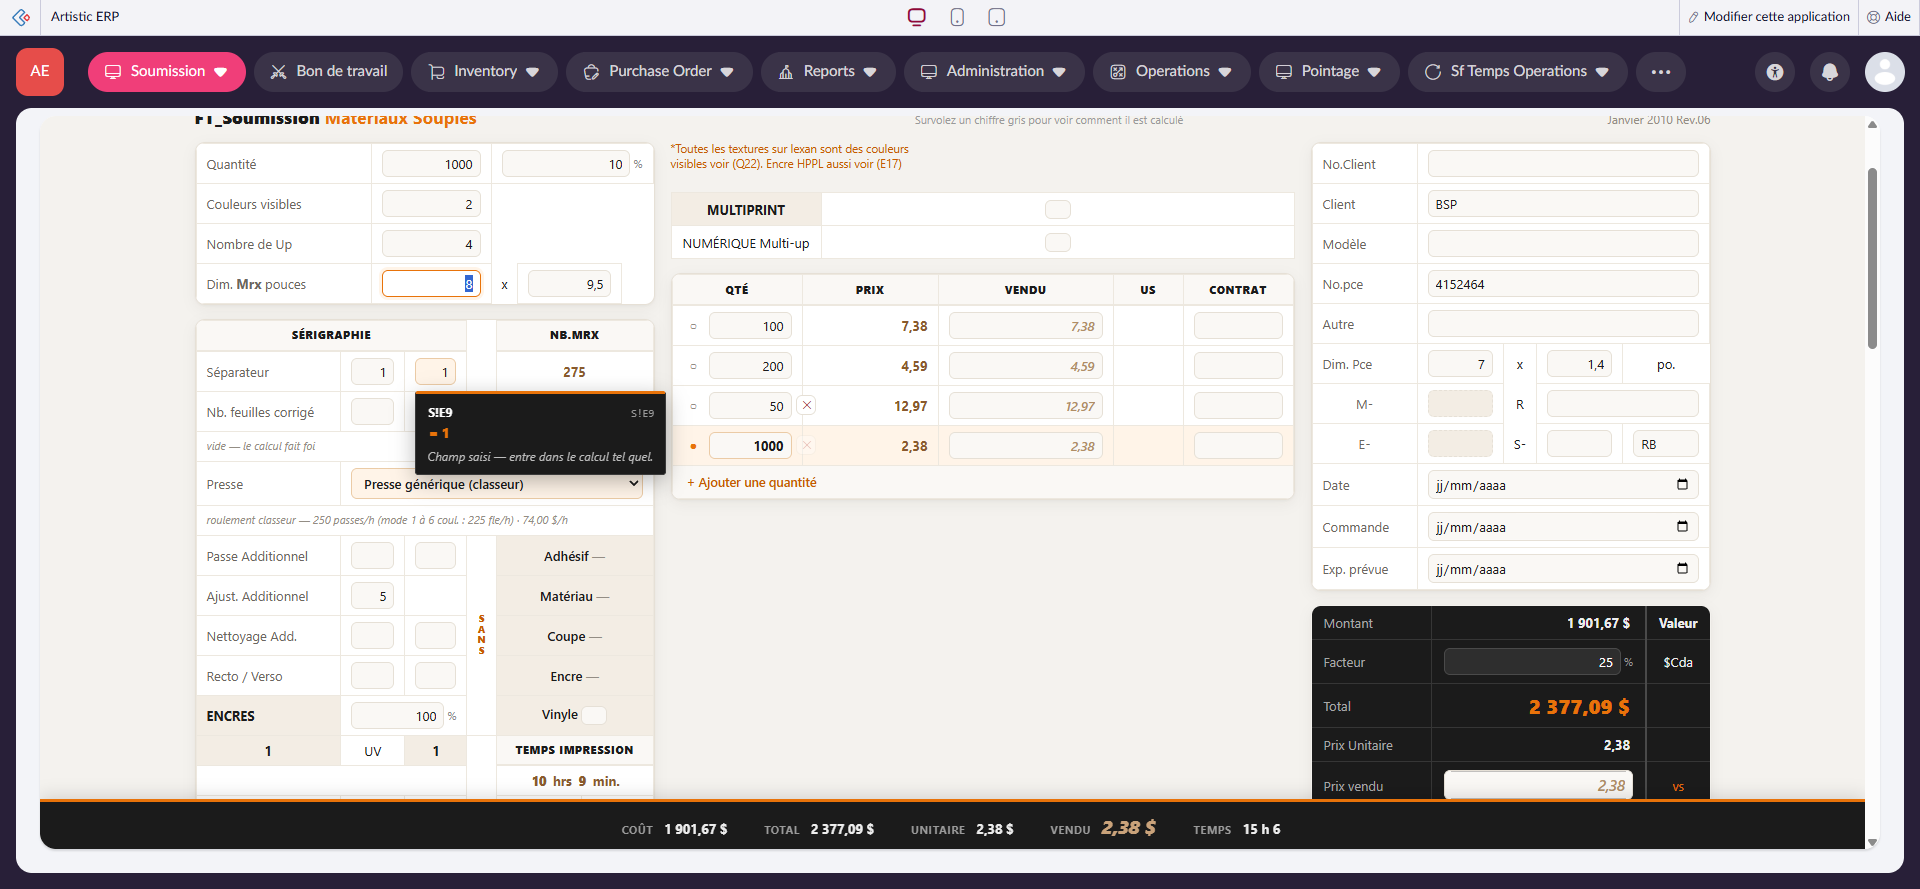 Artistic ERP
Modifier cette application
Aide
AE
Soumission
Bon de travail
Inventory
Purchase Order
Reports
Administration
Operations
Pointage
Sf Temps Operations
FT_Soumission Matériaux Souples
Survolez un chiffre gris pour voir comment il est calculé
Janvier 2010 Rev.06
Quantité 1000 10 %
Couleurs visibles 2
Nombre de Up 4
Dim. Mrx pouces 8 x 9,5
SÉRIGRAPHIE NB.MRX
Séparateur 1 1 275
Nb. feuilles corrigé
vide — le calcul fait foi
S!E9 S!E9
= 1
Champ saisi — entre dans le calcul tel quel.
Presse Presse générique (classeur)
roulement classeur — 250 passes/h (mode 1 à 6 coul. : 225 fle/h) · 74,00 $/h
Passe Additionnel
Ajust. Additionnel 5
Nettoyage Add.
Recto / Verso
ENCRES 100 %
1 UV 1
SANS
Adhésif —
Matériau —
Coupe —
Encre —
Vinyle
TEMPS IMPRESSION
10 hrs 9 min.
*Toutes les textures sur lexan sont des couleurs
visibles voir (Q22). Encre HPPL aussi voir (E17)
MULTIPRINT
NUMÉRIQUE Multi-up
QTÉ PRIX VENDU US CONTRAT
100 7,38 7,38
200 4,59 4,59
50 12,97 12,97
1000 2,38 2,38
+ Ajouter une quantité
No.Client
Client BSP
Modèle
No.pce 4152464
Autre
Dim. Pce 7 x 1,4 po.
M- R
E- S- RB
Date jj/mm/aaaa
Commande jj/mm/aaaa
Exp. prévue jj/mm/aaaa
Montant 1 901,67 $ Valeur
Facteur 25 % $Cda
Total 2 377,09 $
Prix Unitaire 2,38
Prix vendu 2,38 vs
COÛT 1 901,67 $ TOTAL 2 377,09 $ UNITAIRE 2,38 $ VENDU 2,38 $ TEMPS 15 h 6